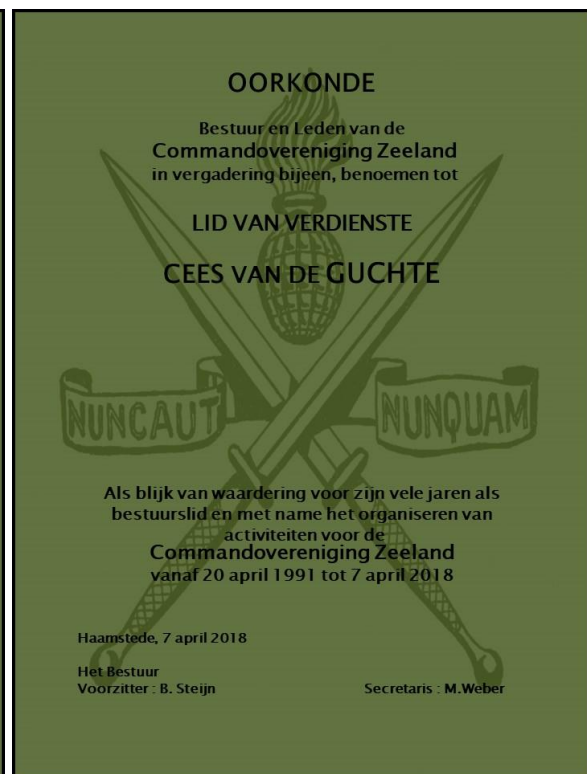 OORKONDE
Bestuur en Leden van de
Commandovereniging Zeeland
in vergadering bijeen, benoemen tot
LID VAN VERDIENSTE
CEES VAN DE GUCHTE
NUNCAUT NUNQUAM
Als blijk van waardering voor zijn vele jaren als
bestuurslid en met name het organiseren van
activiteiten voor de
Commandovereniging Zeeland
vanaf 20 april 1991 tot 7 april 2018
Haamstede, 7 april 2018
Het Bestuur
Voorzitter : B. Steijn Secretaris : M.Weber